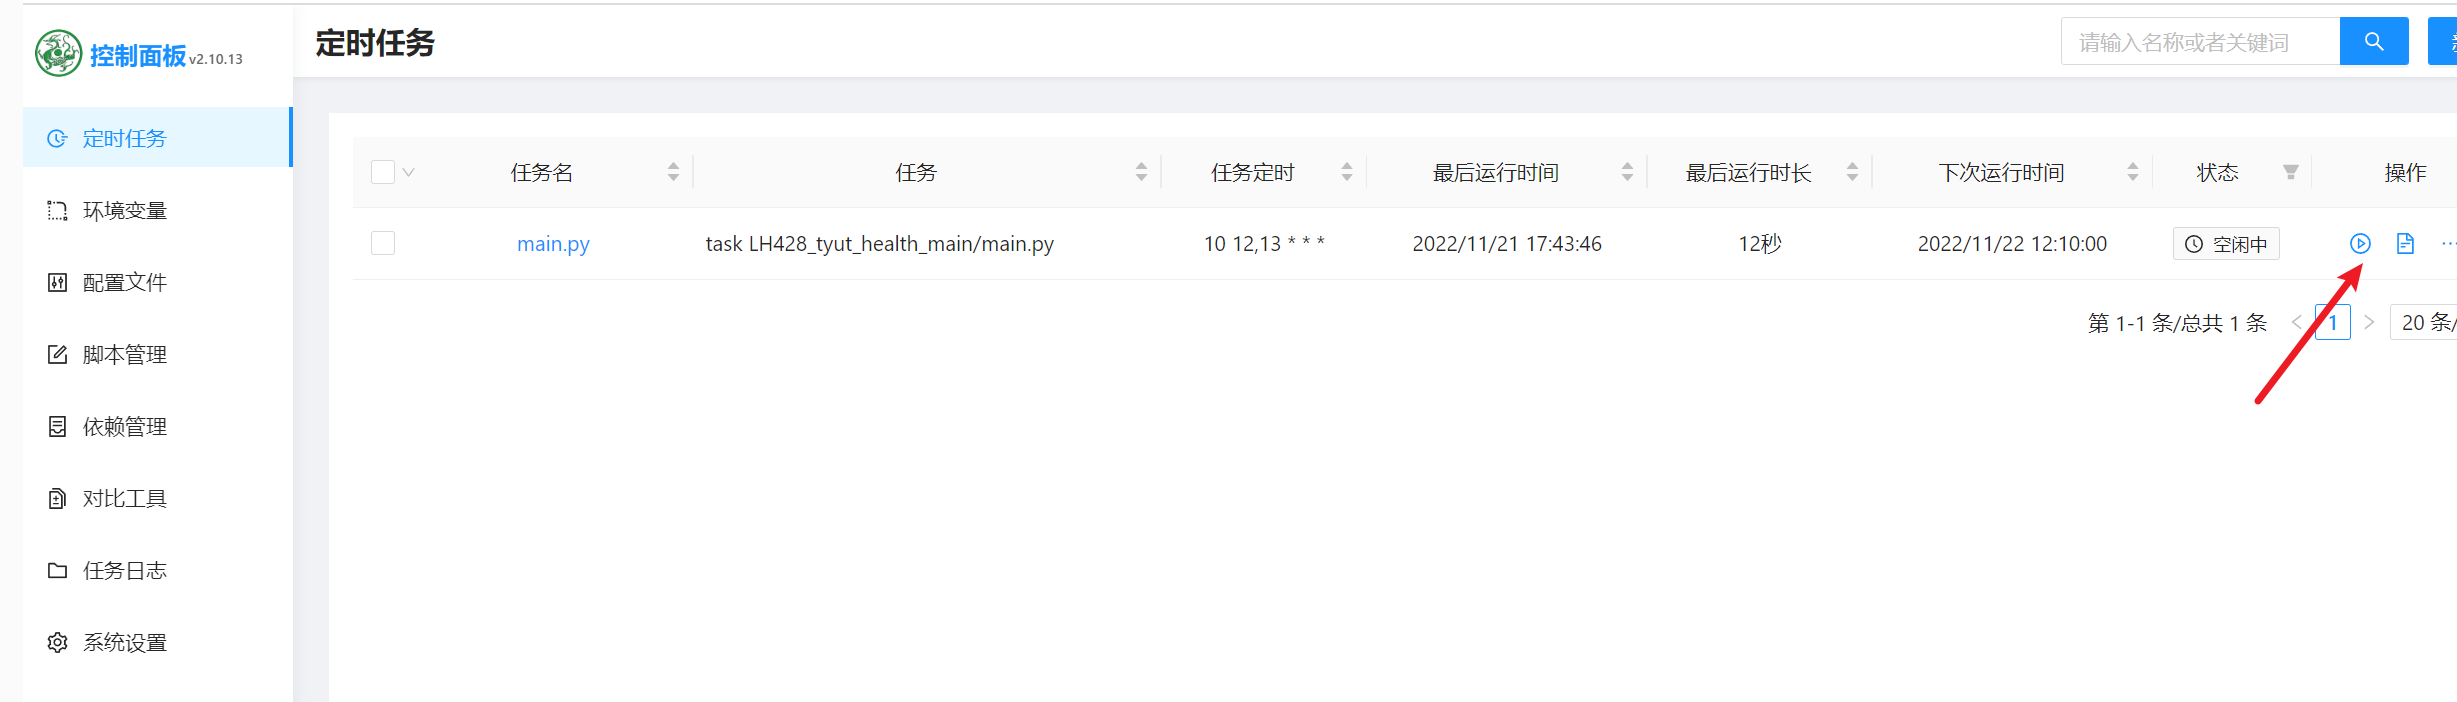 控制面板 v2.10.13
定时任务
请输入名称或者关键词
定时任务
环境变量
配置文件
脚本管理
依赖管理
对比工具
任务日志
系统设置
任务名 任务 任务定时 最后运行时间 最后运行时长 下次运行时间 状态 操作
main.py task LH428_tyut_health_main/main.py 10 12,13 * * * 2022/11/21 17:43:46 12秒 2022/11/22 12:10:00 空闲中
第 1-1 条/总共 1 条 < 1 > 20 条/